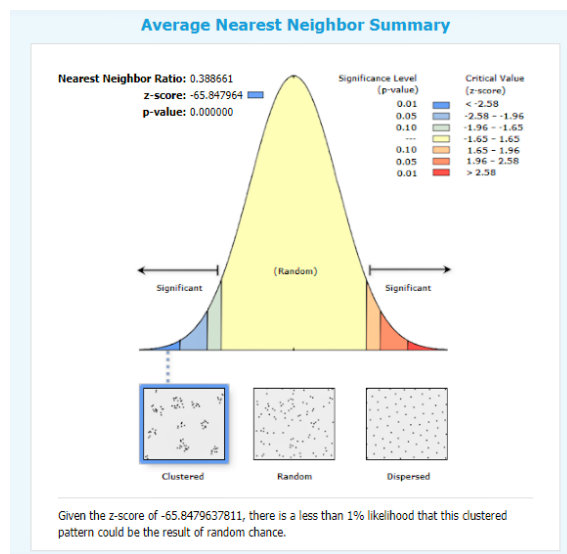 Average Nearest Neighbor Summary
Nearest Neighbor Ratio: 0.388661
z-score: -65.847964
p-value: 0.000000
Significance Level
(p-value)
Critical Value
(z-score)
0.01 < -2.58
0.05 -2.58 - -1.96
0.10 -1.96 - -1.65
--- -1.65 - 1.65
0.10 1.65 - 1.96
0.05 1.96 - 2.58
0.01 > 2.58
(Random)
Significant
Significant
Clustered
Random
Dispersed
Given the z-score of -65.8479637811, there is a less than 1% likelihood that this clustered
pattern could be the result of random chance.